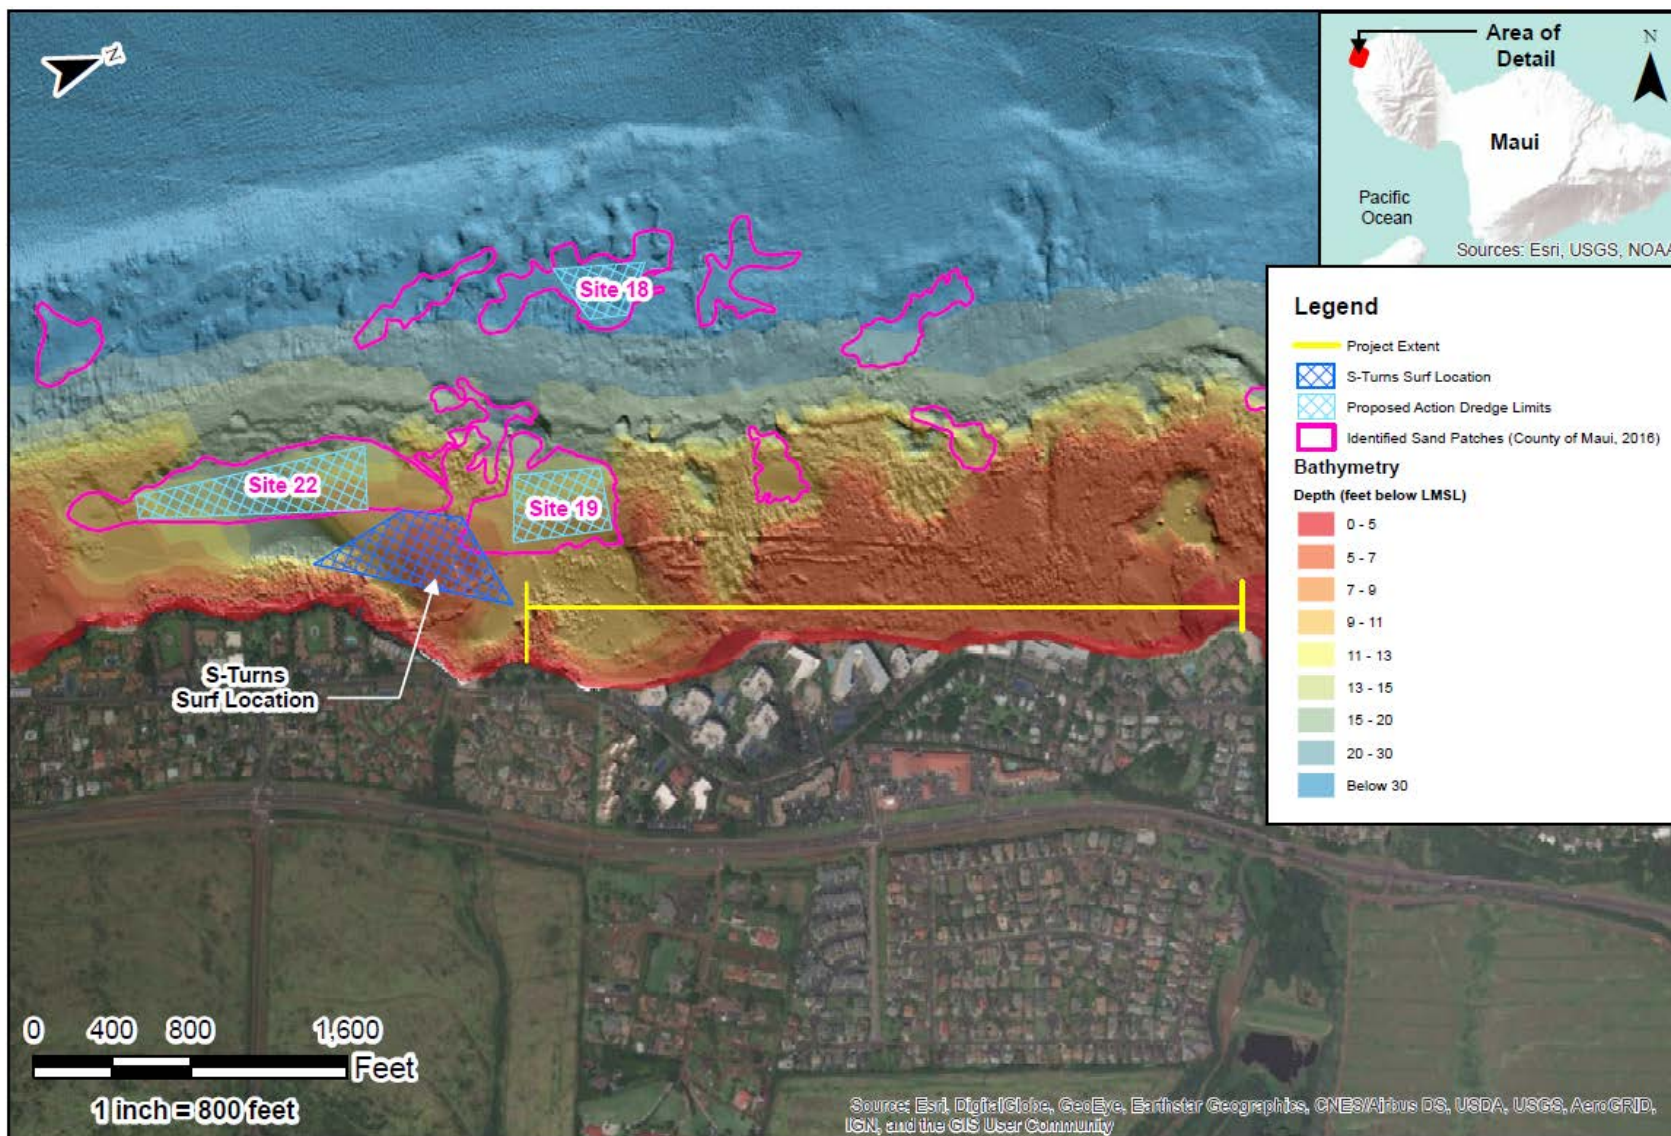 N
Area of
Detail
N
Maui
Pacific
Ocean
Sources: Esri, USGS, NOAA
Site 18
Site 22
Site 19
S-Turns
Surf Location
Legend
Project Extent
S-Turns Surf Location
Proposed Action Dredge Limits
Identified Sand Patches (County of Maui, 2016)
Bathymetry
Depth (feet below LMSL)
0 - 5
5 - 7
7 - 9
9 - 11
11 - 13
13 - 15
15 - 20
20 - 30
Below 30
0 400 800 1,600
Feet
1 inch = 800 feet
Source: Esri, DigitalGlobe, GeoEye, Earthstar Geographics, CNES/Airbus DS, USDA, USGS, AeroGRID,
IGN, and the GIS User Community